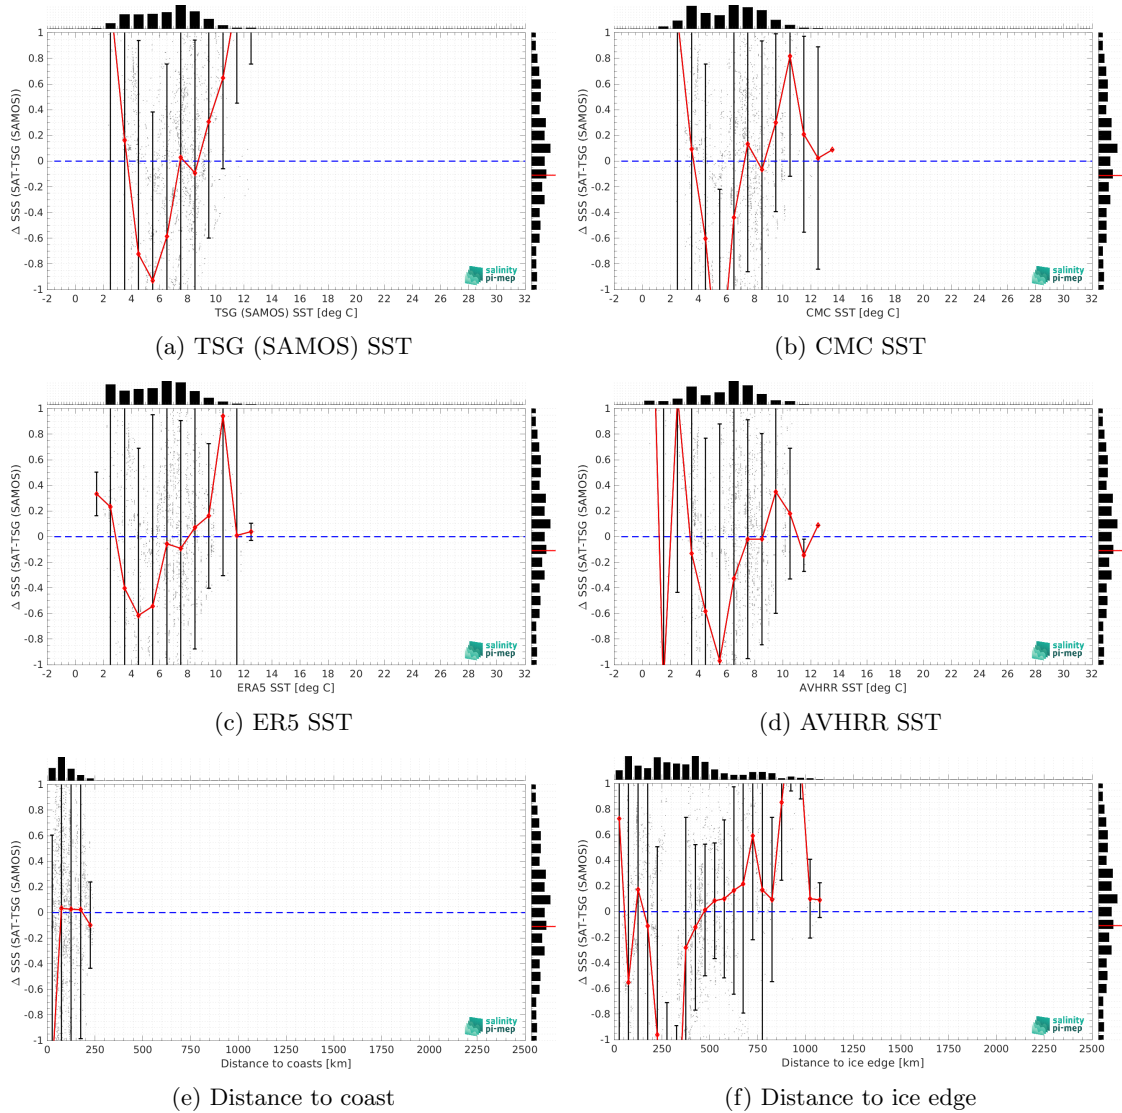 1
0.8
0.6
0.4
0.2
0
-0.2
-0.4
-0.6
-0.8
-1
Δ SSS (SAT-TSG (SAMOS))
salinity
pi-mep
-2 0 2 4 6 8 10 12 14 16 18 20 22 24 26 28 30 32
TSG (SAMOS) SST [deg C]
(a) TSG (SAMOS) SST
1
0.8
0.6
0.4
0.2
0
-0.2
-0.4
-0.6
-0.8
-1
Δ SSS (SAT-TSG (SAMOS))
salinity
pi-mep
-2 0 2 4 6 8 10 12 14 16 18 20 22 24 26 28 30 32
CMC SST [deg C]
(b) CMC SST
1
0.8
0.6
0.4
0.2
0
-0.2
-0.4
-0.6
-0.8
-1
Δ SSS (SAT-TSG (SAMOS))
salinity
pi-mep
-2 0 2 4 6 8 10 12 14 16 18 20 22 24 26 28 30 32
ERA5 SST [deg C]
(c) ER5 SST
1
0.8
0.6
0.4
0.2
0
-0.2
-0.4
-0.6
-0.8
-1
Δ SSS (SAT-TSG (SAMOS))
salinity
pi-mep
-2 0 2 4 6 8 10 12 14 16 18 20 22 24 26 28 30 32
AVHRR SST [deg C]
(d) AVHRR SST
1
0.8
0.6
0.4
0.2
0
-0.2
-0.4
-0.6
-0.8
-1
Δ SSS (SAT-TSG (SAMOS))
salinity
pi-mep
0 250 500 750 1000 1250 1500 1750 2000 2250 2500
Distance to coasts [km]
(e) Distance to coast
1
0.8
0.6
0.4
0.2
0
-0.2
-0.4
-0.6
-0.8
-1
Δ SSS (SAT-TSG (SAMOS))
salinity
pi-mep
0 250 500 750 1000 1250 1500 1750 2000 2250 2500
Distance to ice edge [km]
(f) Distance to ice edge